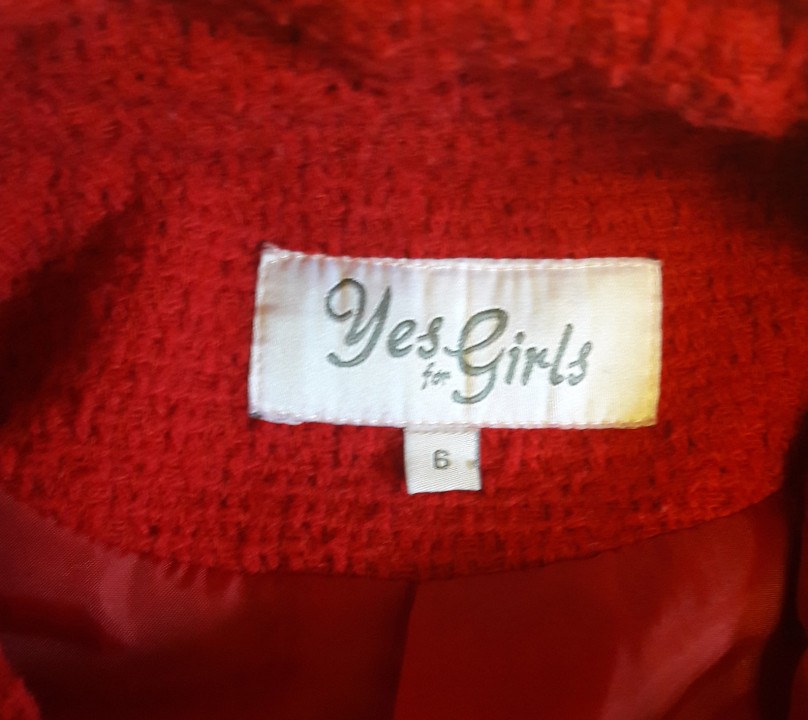 Yes for Girls
6